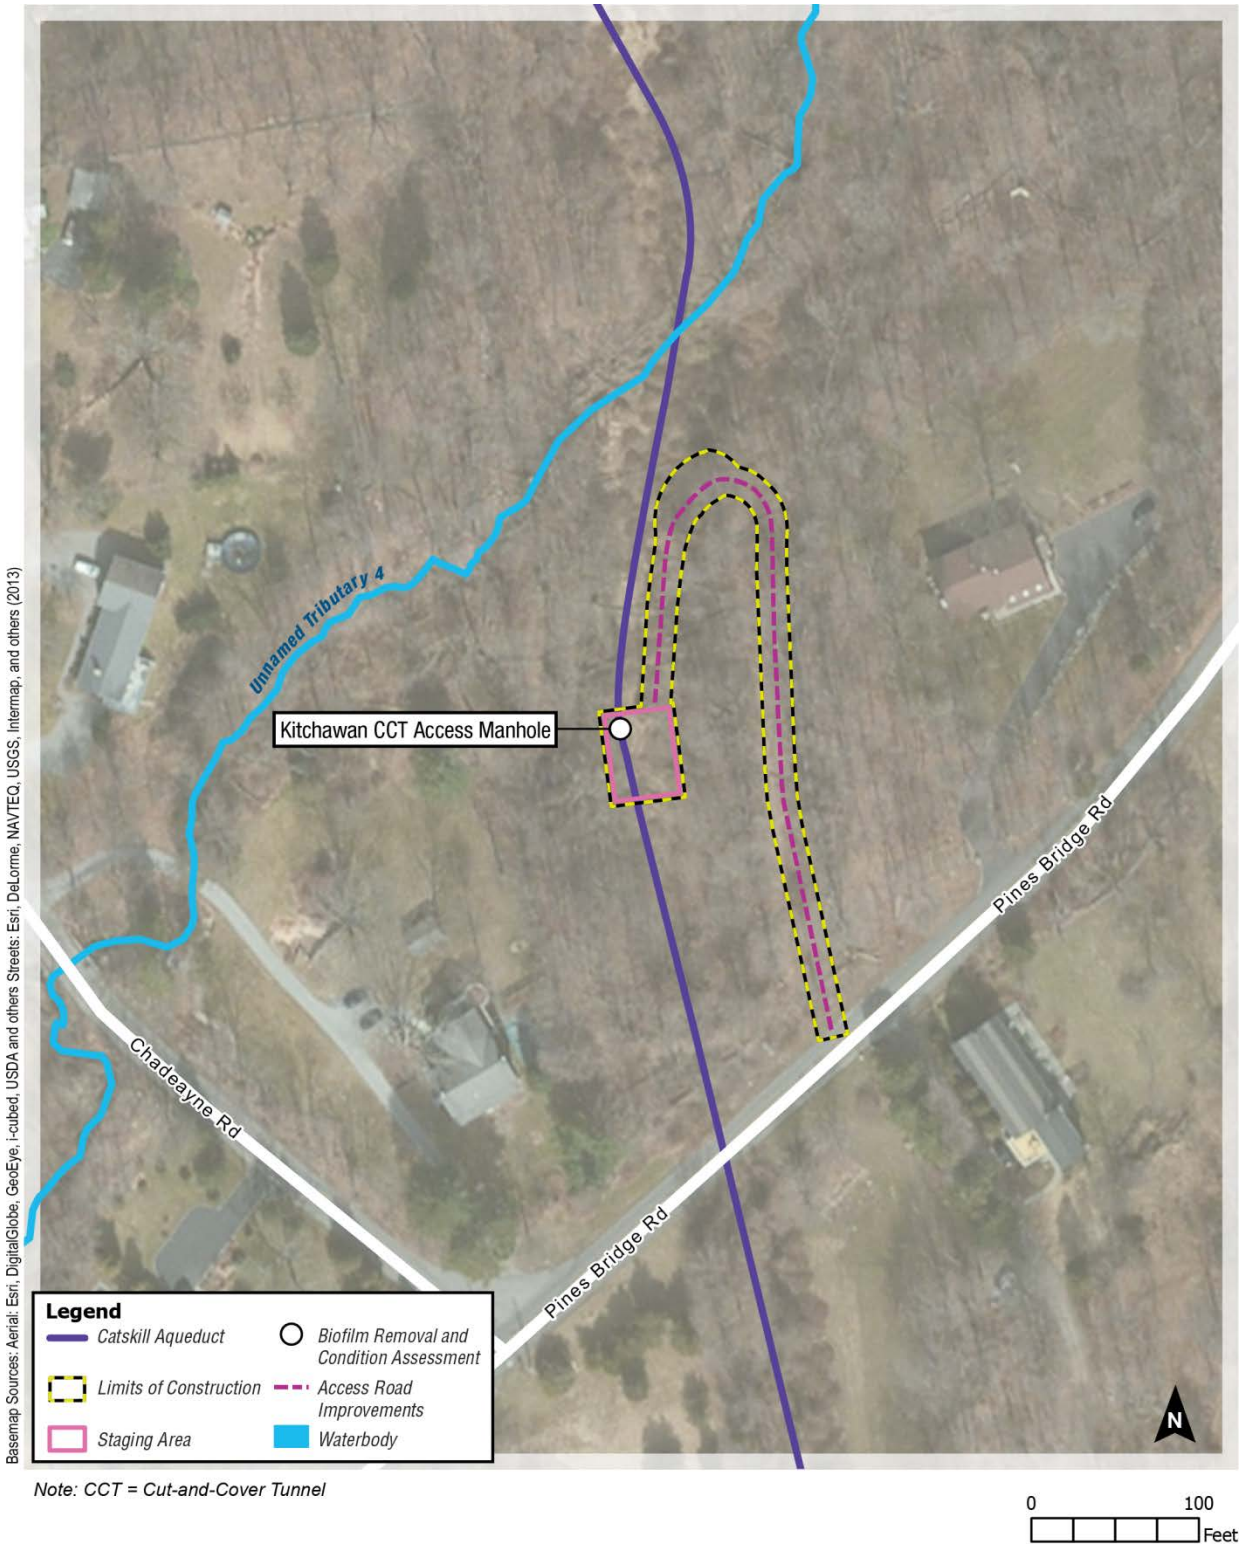 Basemap Sources: Aerial: Esri, DigitalGlobe, GeoEye, i-cubed, USDA and others Streets: Esri, DeLorme, NAVTEQ, USGS, Intermap, and others (2013)
Unnamed Tributary 4
Kitchawan CCT Access Manhole
Pines Bridge Rd
Chadeayne Rd
Pines Bridge Rd
Legend
Catskill Aqueduct
Limits of Construction
Staging Area
Biofilm Removal and
Condition Assessment
Access Road
Improvements
Waterbody
N
Note: CCT = Cut-and-Cover Tunnel
0 100
Feet